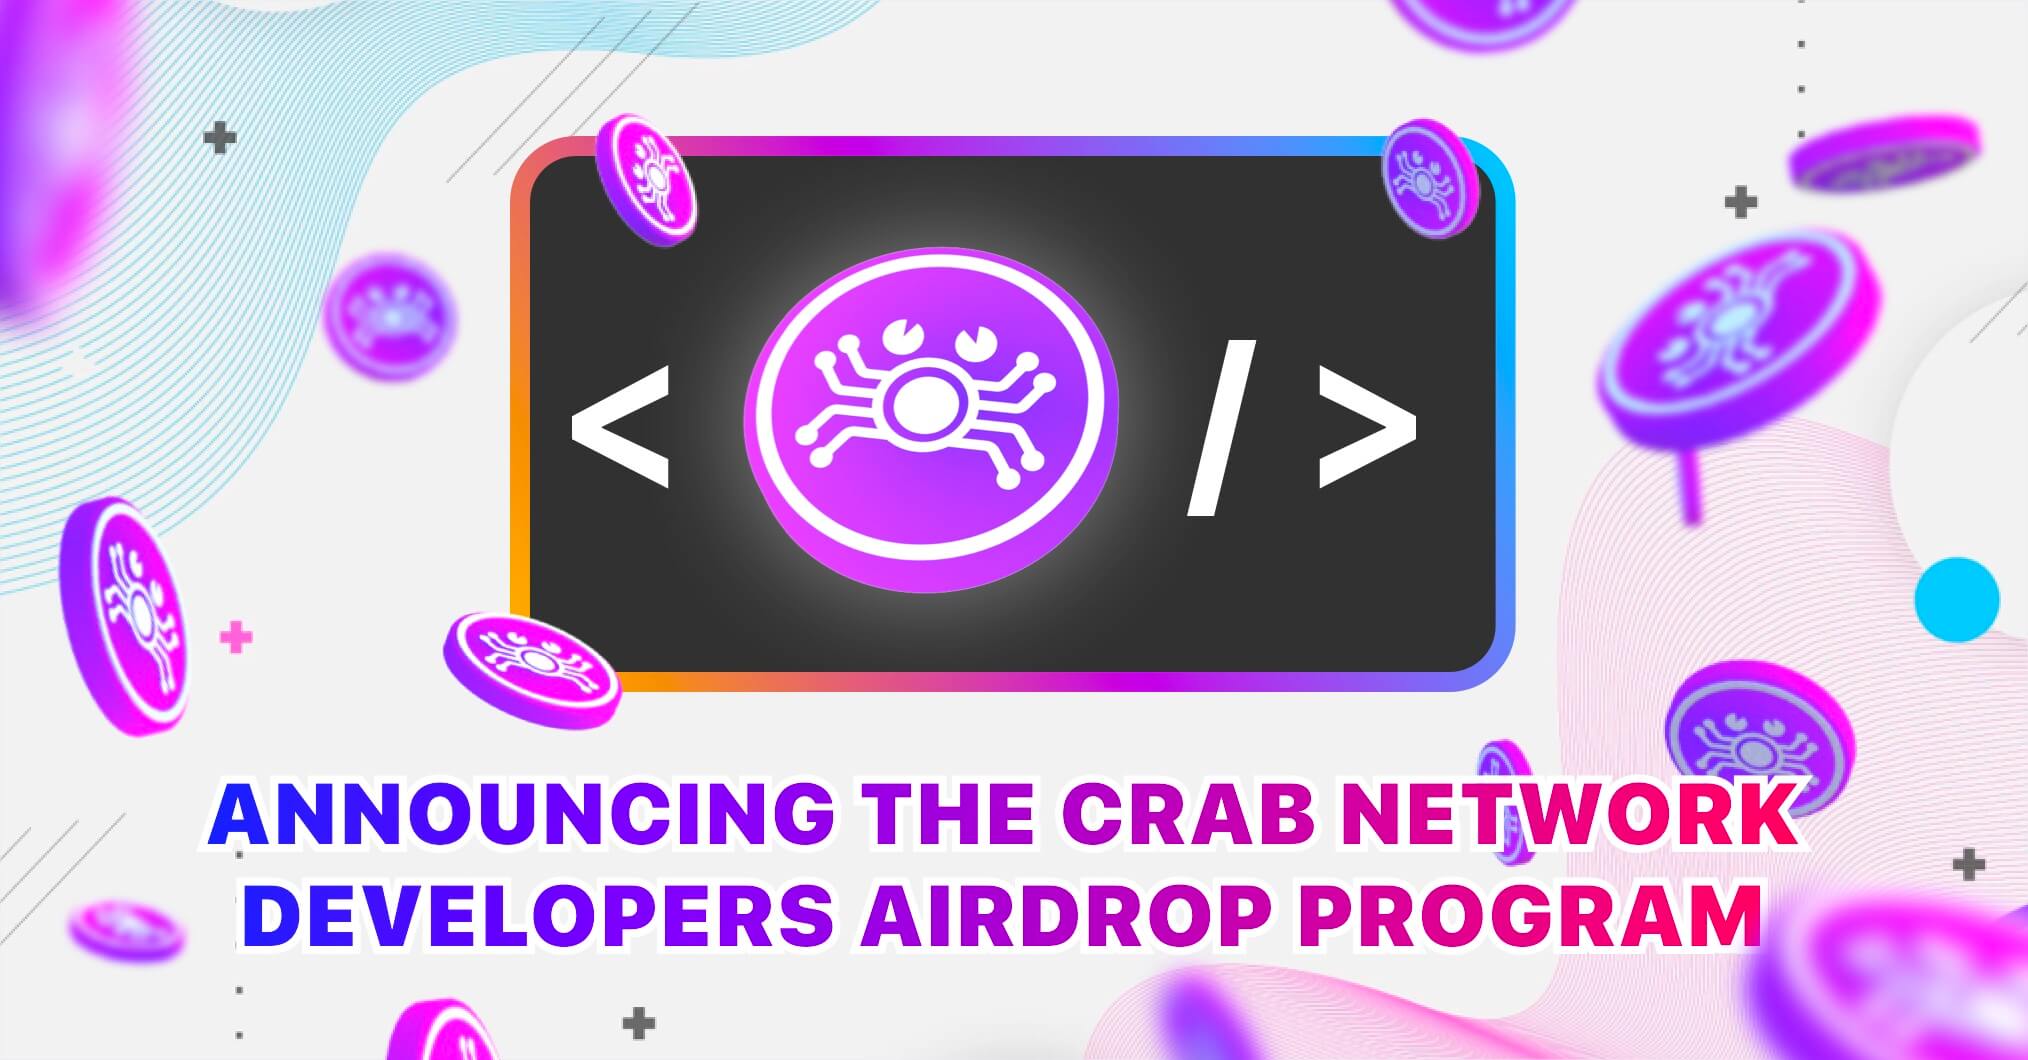 < / >
ANNOUNCING THE CRAB NETWORK
DEVELOPERS AIRDROP PROGRAM